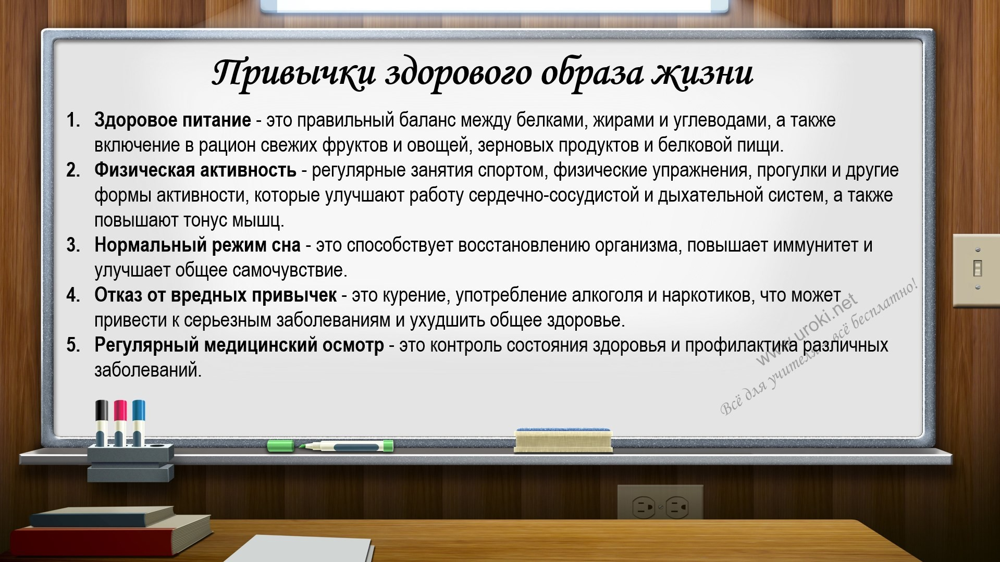 Привычки здорового образа жизни
1. Здоровое питание - это правильный баланс между белками, жирами и углеводами, а также
включение в рацион свежих фруктов и овощей, зерновых продуктов и белковой пищи.
2. Физическая активность - регулярные занятия спортом, физические упражнения, прогулки и другие
формы активности, которые улучшают работу сердечно-сосудистой и дыхательной систем, а также
повышают тонус мышц.
3. Нормальный режим сна - это способствует восстановлению организма, повышает иммунитет и
улучшает общее самочувствие.
4. Отказ от вредных привычек - это курение, употребление алкоголя и наркотиков, что может
привести к серьезным заболеваниям и ухудшить общее здоровье.
5. Регулярный медицинский осмотр - это контроль состояния здоровья и профилактика различных
заболеваний.
www.uroki.net
Всё для учителя - всё бесплатно!